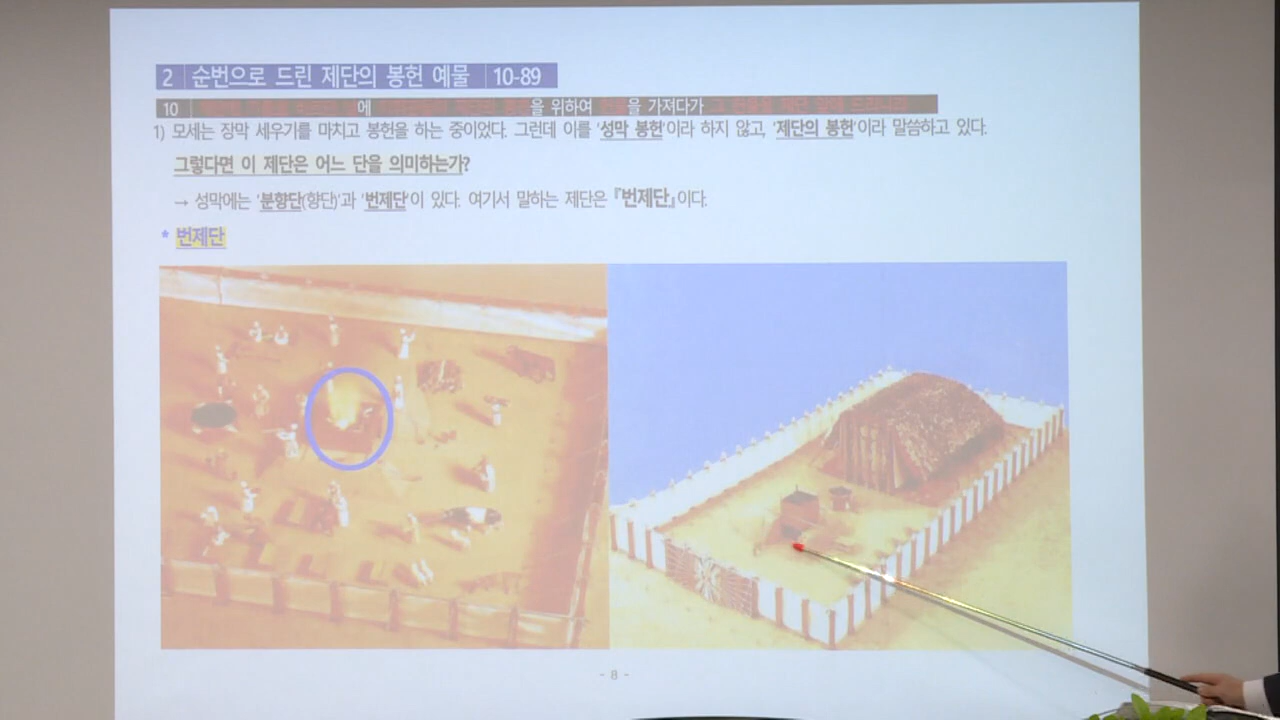 2 순번으로 드린 제단의 봉헌 예물 10-89
10 에 을 위하여 을 가져다가
1) 모세는 장막 세우기를 마치고 봉헌을 하는 중이었다. 그런데 이를 '성막 봉헌'이라 하지 않고, '제단의 봉헌'이라 말씀하고 있다.
그렇다면 이 제단은 어느 단을 의미하는가?
→ 성막에는 '분향단(향단)'과 '번제단'이 있다. 여기서 말하는 제단은 『번제단』이다.
* 번제단
- 8 -